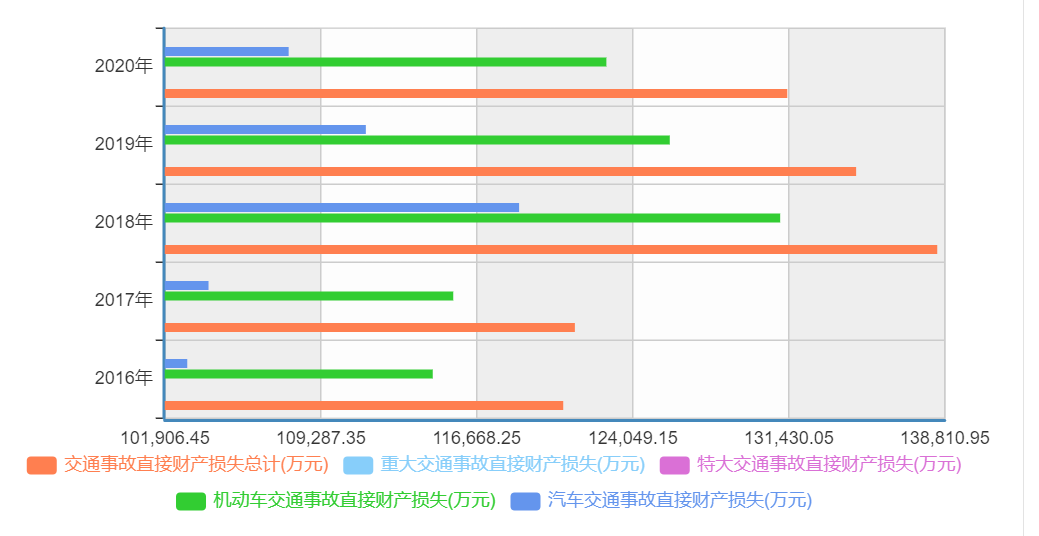 2020年
2019年
2018年
2017年
2016年
101,906.45 109,287.35 116,668.25 124,049.15 131,430.05 138,810.95
交通事故直接财产损失总计(万元) 重大交通事故直接财产损失(万元) 特大交通事故直接财产损失(万元)
机动车交通事故直接财产损失(万元) 汽车交通事故直接财产损失(万元)